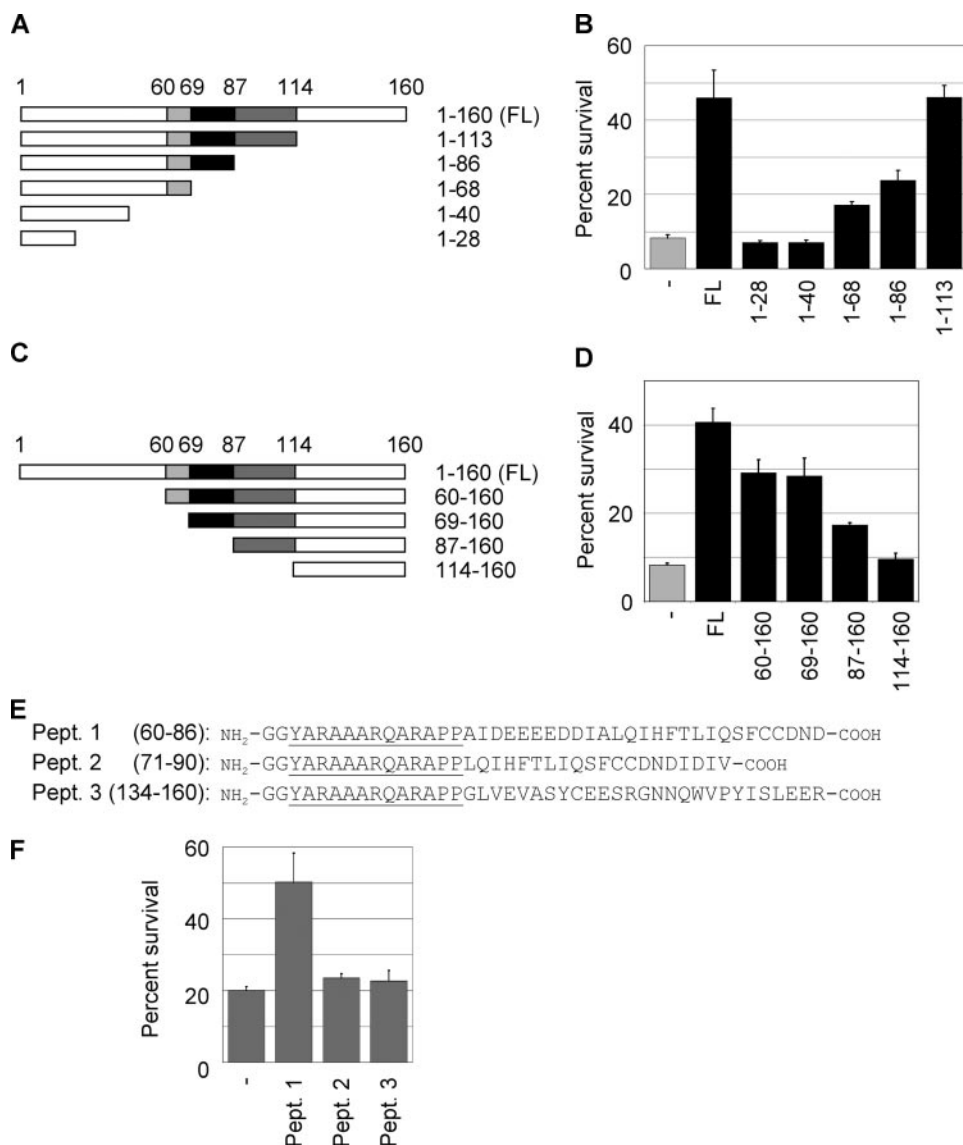 A
1 60 69 87 114 160
1-160 (FL)
1-113
1-86
1-68
1-40
1-28
B
Percent survival
60
40
20
0
-
FL
1-28
1-40
1-68
1-86
1-113
C
1 60 69 87 114 160
1-160 (FL)
60-160
69-160
87-160
114-160
D
Percent survival
40
20
0
-
FL
60-160
69-160
87-160
114-160
E
Pept. 1 (60-86): NH2-GGYARAAARQARAPPAIDEEEEDDIALQIHFTLIQSFCCDND-COOH
Pept. 2 (71-90): NH2-GGYARAAARQARAPPLQIHFTLIQSFCCDNDIDIV-COOH
Pept. 3 (134-160): NH2-GGYARAAARQARAPPGLVEVASYCEESRGNNQWVPYISLEER-COOH
F
Percent survival
60
40
20
0
-
Pept. 1
Pept. 2
Pept. 3